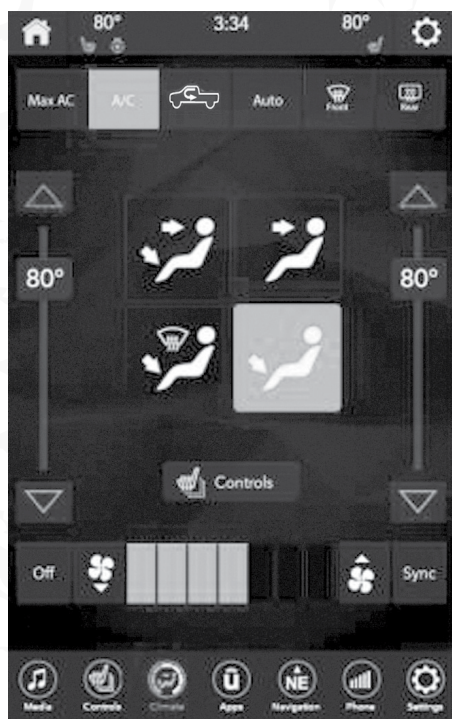 80° 3:34 80°
Max AC A/C Auto Front Rear
80° 80°
Controls
Off Sync
NE
Media Controls Climate Apps Navigation Phone Settings